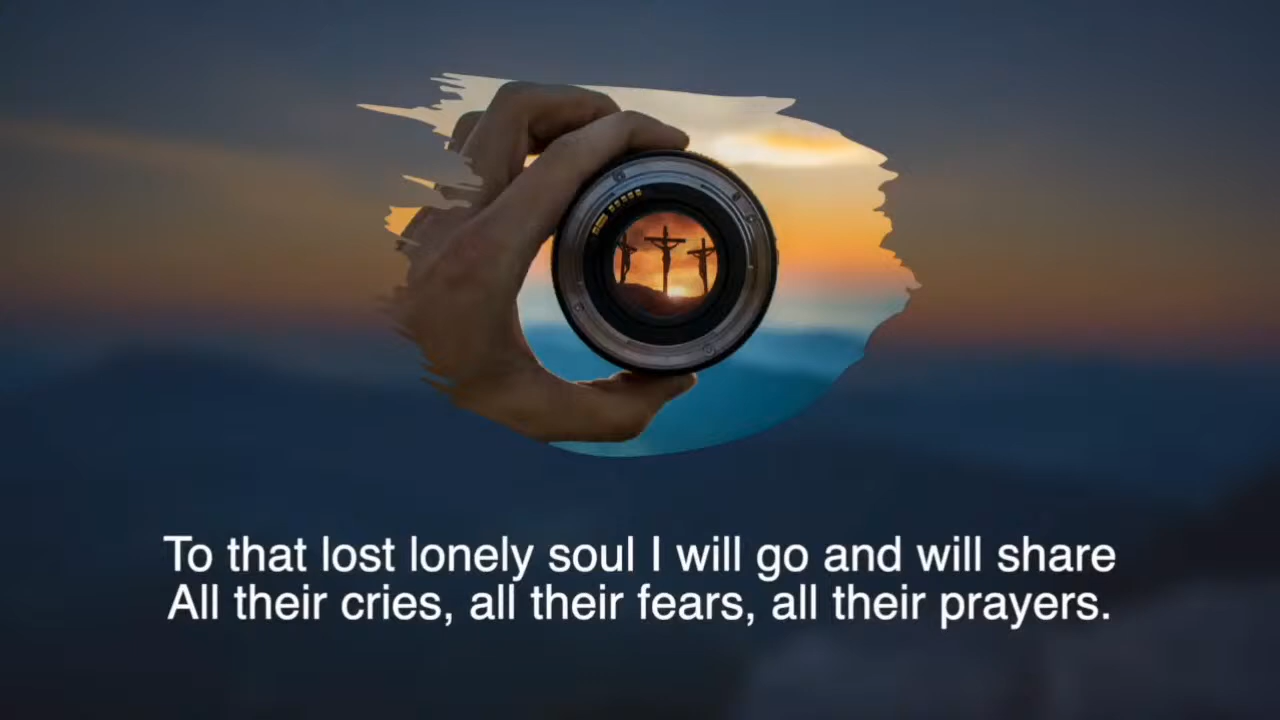 To that lost lonely soul I will go and will share
All their cries, all their fears, all their prayers.